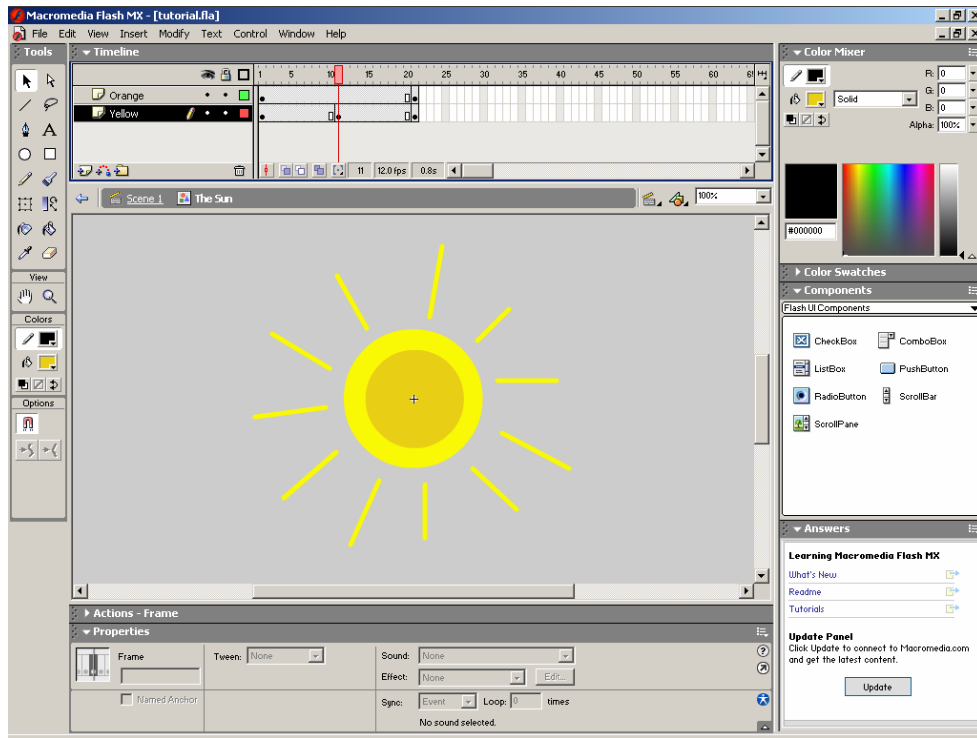 Macromedia Flash MX - [tutorial.fla]
File Edit View Insert Modify Text Control Window Help
Tools
Timeline
1 5 10 15 20 25 30 35 40 45 50 55 60
Orange
Yellow
11 12.0 fps 0.8s
Scene 1 The Sun
100%
View
Colors
Options
Actions - Frame
Properties
Frame
Tween: None
Sound: None
Effect: None Edit...
Named Anchor
Sync: Event Loop: 0 times
No sound selected.
Color Mixer
R: 0
G: 0
Solid
B: 0
Alpha: 100%
#000000
Color Swatches
Components
Flash UI Components
CheckBox ComboBox
ListBox PushButton
RadioButton ScrollBar
ScrollPane
Answers
Learning Macromedia Flash MX
What's New
Readme
Tutorials
Update Panel
Click Update to connect to Macromedia.com
and get the latest content.
Update